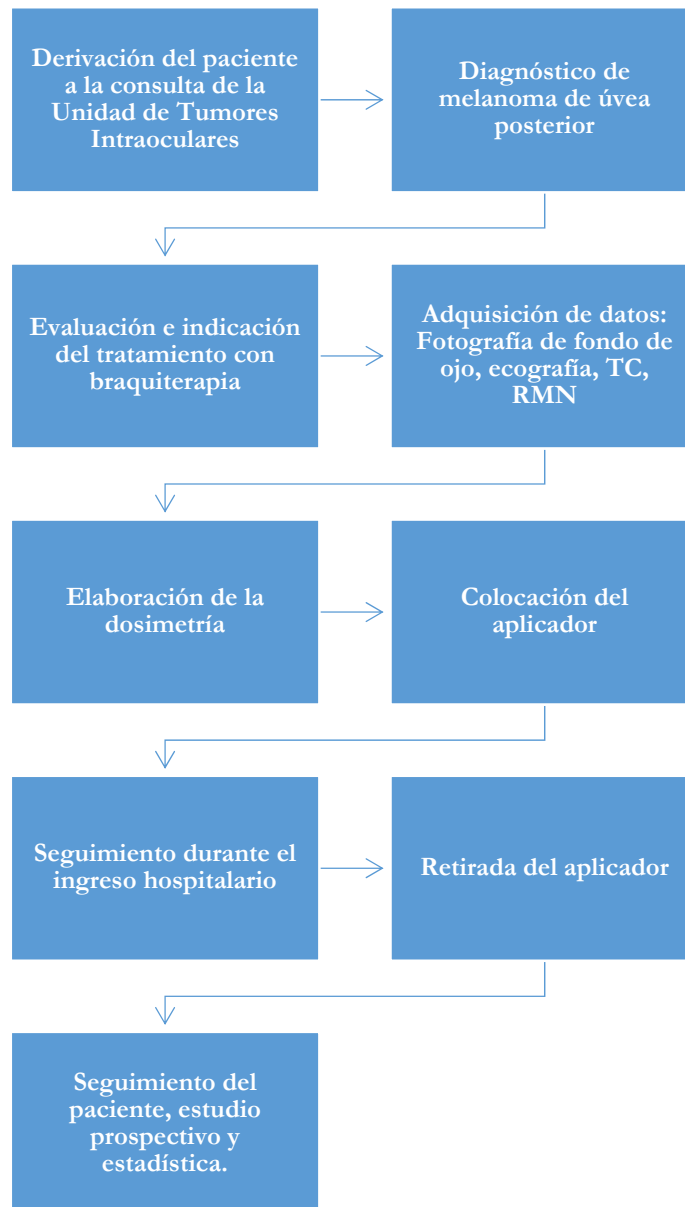 Derivación del paciente
a la consulta de la
Unidad de Tumores
Intraoculares
Diagnóstico de
melanoma de úvea
posterior
Evaluación e indicación
del tratamiento con
braquiterapia
Adquisición de datos:
Fotografía de fondo de
ojo, ecografía, TC,
RMN
Elaboración de la
dosimetría
Colocación del
aplicador
Seguimiento durante el
ingreso hospitalario
Retirada del aplicador
Seguimiento del
paciente, estudio
prospectivo y
estadística.